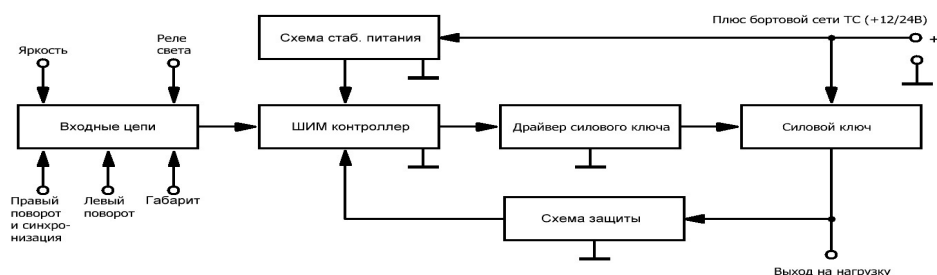 Плюс бортовой сети ТС (+12/24В)
+
Реле
света
Яркость
Схема стаб. питания
Входные цепи
ШИМ контроллер
Драйвер силового ключа
Силовой ключ
Правый
поворот
и синхро-
низация
Левый
поворот
Габарит
Схема защиты
Выход на нагрузку